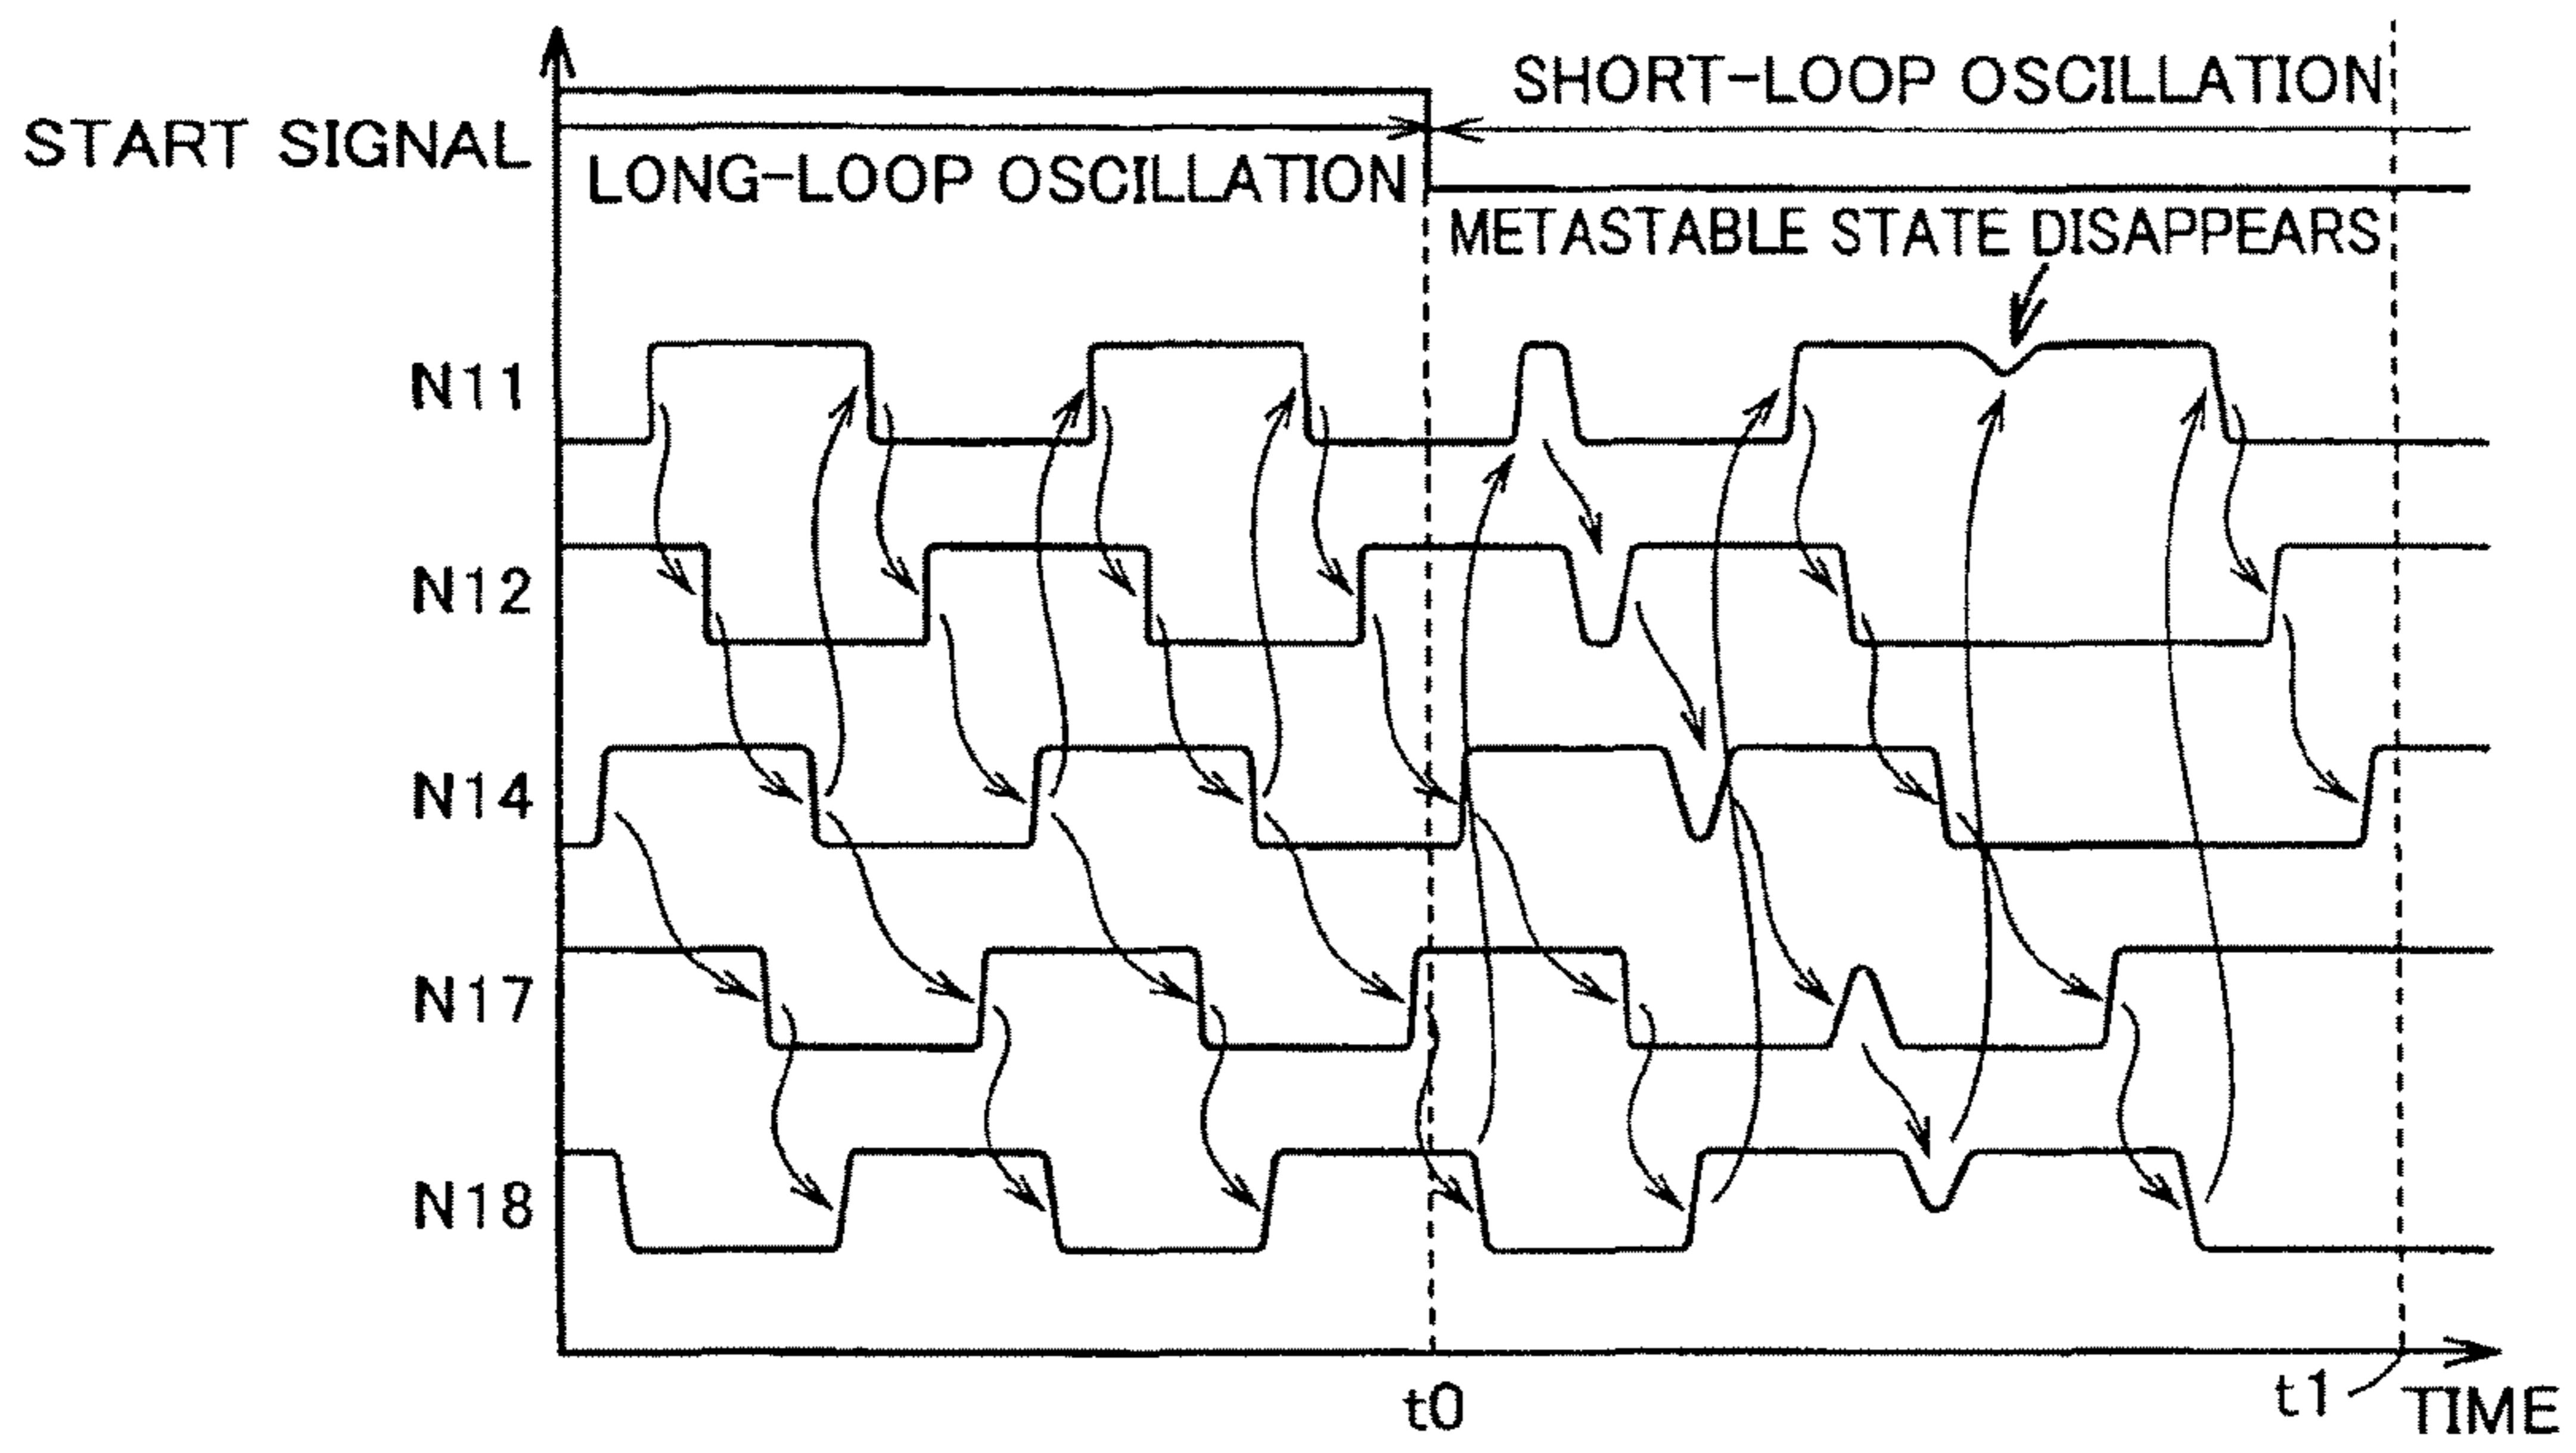 SHORT-LOOP OSCILLATION
START SIGNAL
LONG-LOOP OSCILLATION
METASTABLE STATE DISAPPEARS
N11
N12
N14
N17
N18
t0
t1
TIME